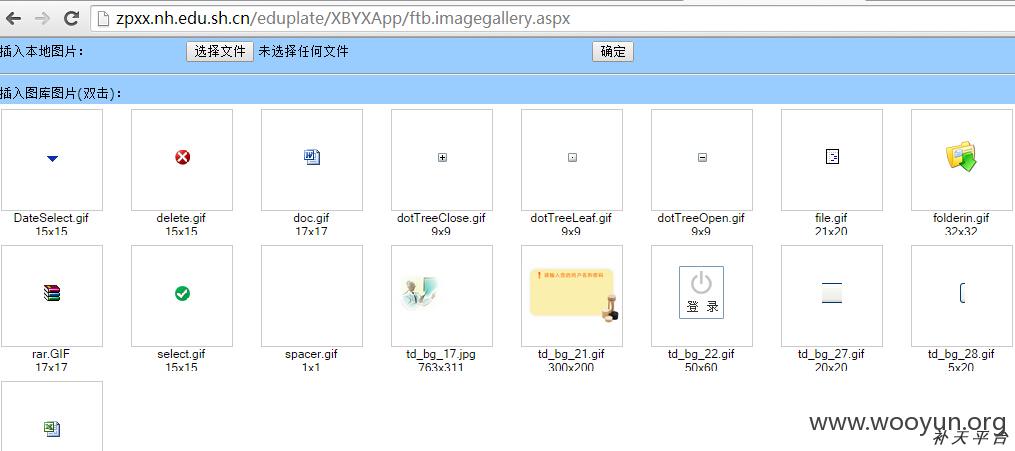 zpxx.nh.edu.sh.cn/eduplate/XBYXApp/ftb.imagegallery.aspx
插入本地图片： 选择文件 未选择任何文件 确定
插入图库图片(双击)：
DateSelect.gif delete.gif doc.gif dotTreeClose.gif dotTreeLeaf.gif dotTreeOpen.gif file.gif folderin.gif
15x15 15x15 17x17 9x9 9x9 9x9 21x20 32x32
登 录
rar.GIF select.gif spacer.gif td_bg_17.jpg td_bg_21.gif td_bg_22.gif td_bg_27.gif td_bg_28.gif
17x17 15x15 1x1 763x311 300x200 50x60 20x20 5x20
www.wooyun.org
补天平台